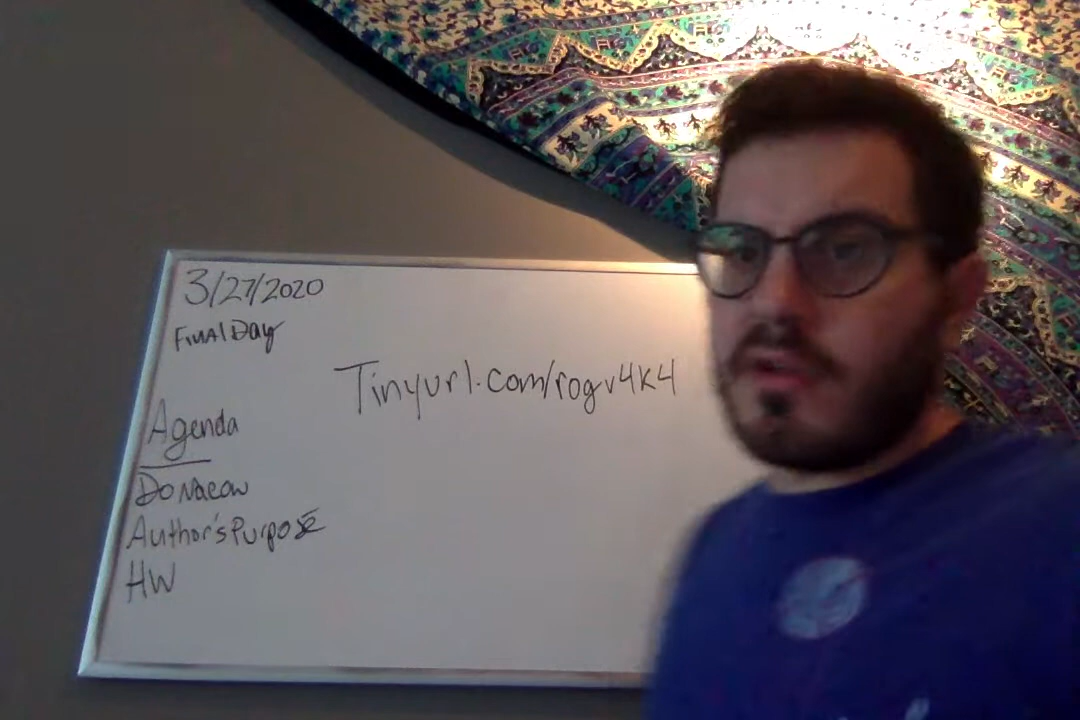 3/27/2020
Final Day
Tinyurl.com/rogv4k4
Agenda
Do Naeow
Author's Purpose
HW